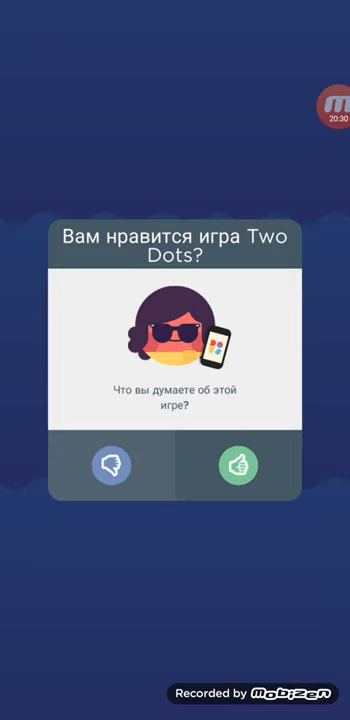 20:30
Вам нравится игра Two
Dots?
Что вы думаете об этой
игре?
Recorded by mobizen